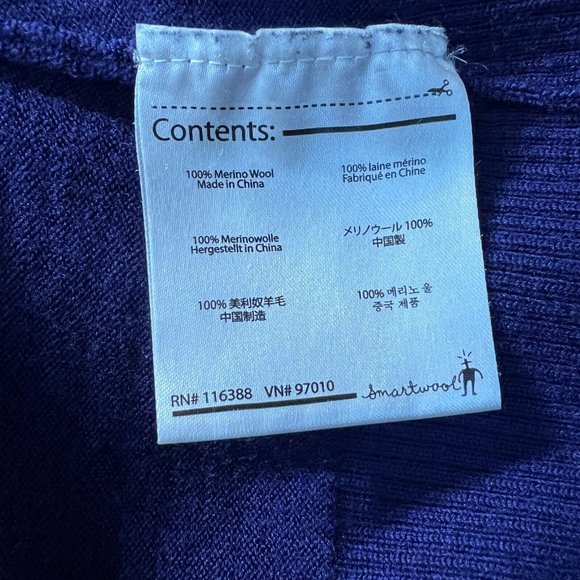 Contents:
100% Merino Wool
Made in China
100% laine mérino
Fabriqué en Chine
100% Merinowolle
Hergestellt in China
メリノウール 100%
中国製
100% 美利奴羊毛
中国制造
100% 메리노 울
중국 제품
RN# 116388 VN# 97010
smartwool